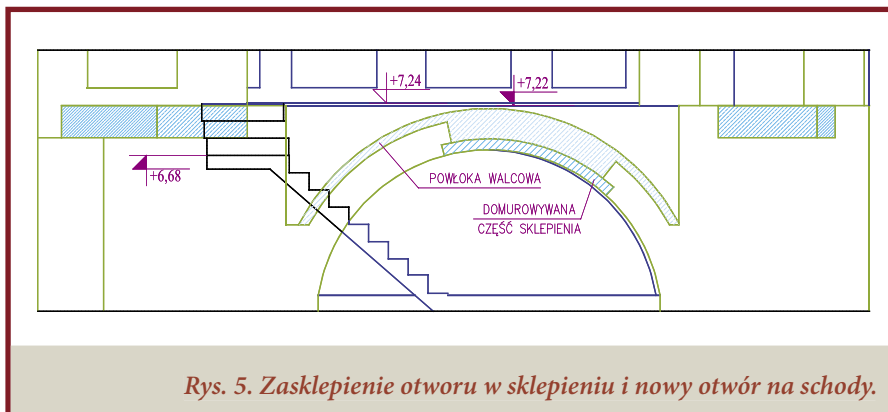 +7,24
+7,22
+6,68
POWŁOKA WALCOWA
DOMUROWYWANA
CZĘŚĆ SKLEPIENIA
Rys. 5. Zasklepienie otworu w sklepieniu i nowy otwór na schody.